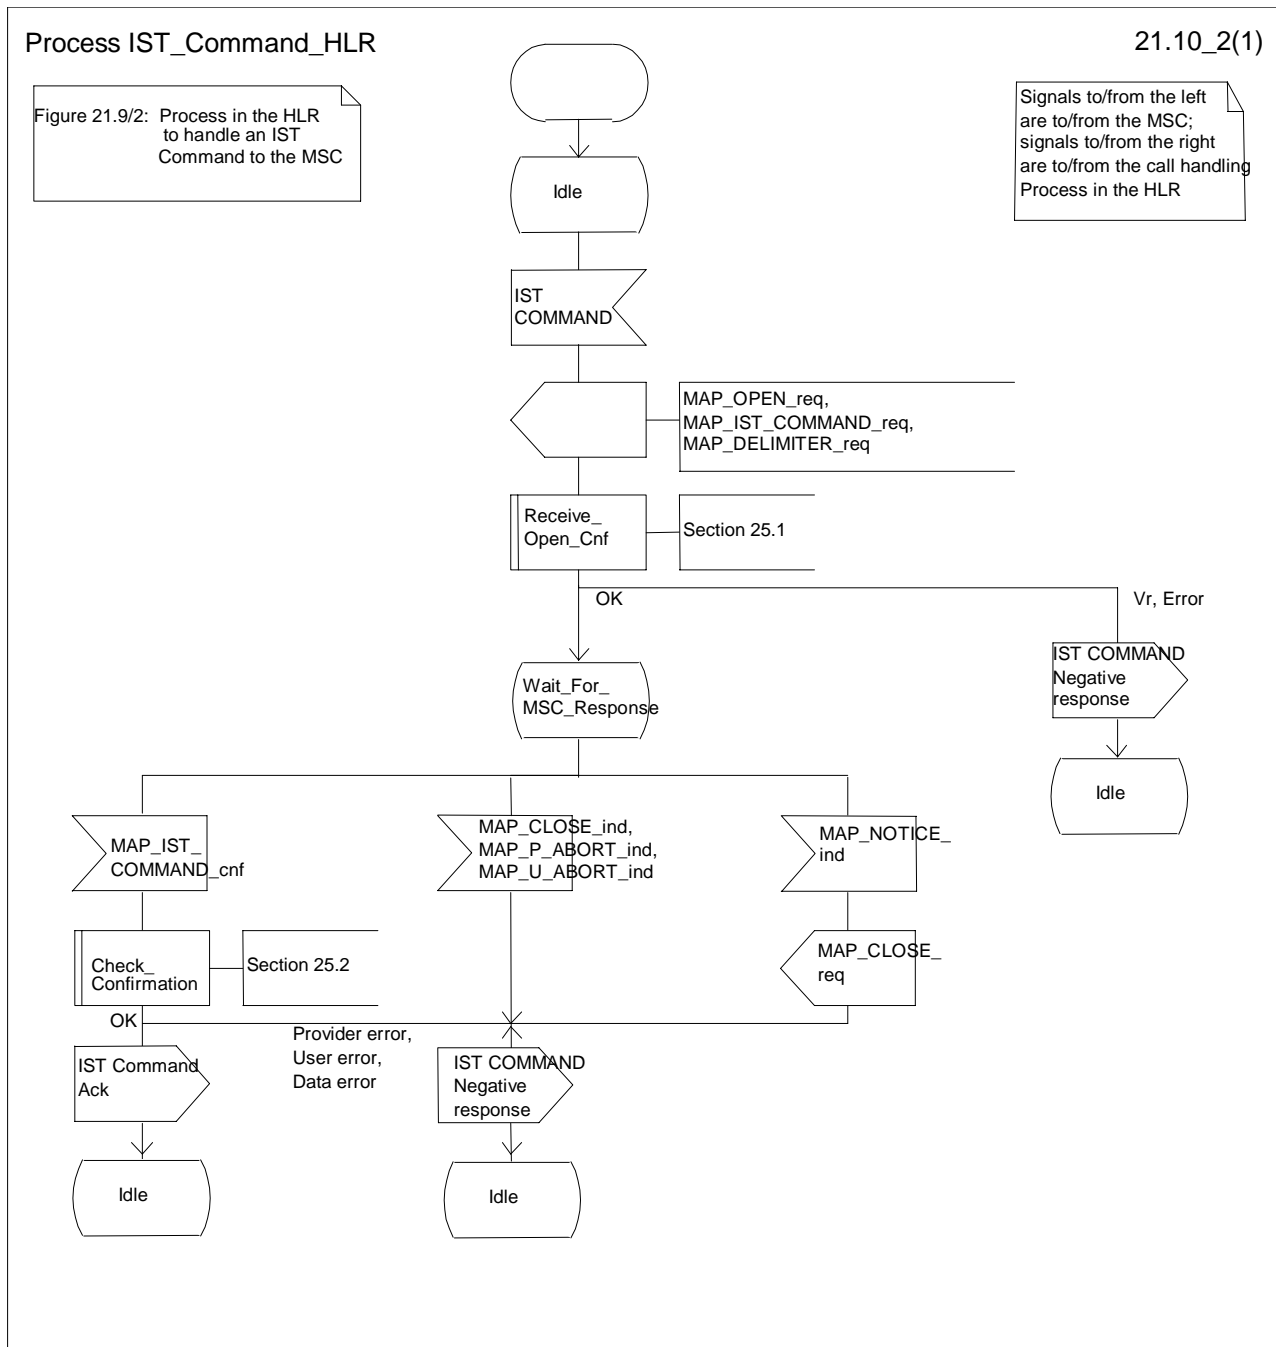 Process IST_Command_HLR
21.10_2(1)
Figure 21.9/2: Process in the HLR
to handle an IST
Command to the MSC
Signals to/from the left
are to/from the MSC;
signals to/from the right
are to/from the call handling
Process in the HLR
Idle
IST
COMMAND
MAP_OPEN_req,
MAP_IST_COMMAND_req,
MAP_DELIMITER_req
Receive_
Open_Cnf
Section 25.1
OK
Vr, Error
IST COMMAND
Negative
response
Idle
Wait_For_
MSC_Response
MAP_IST_
COMMAND_cnf
MAP_CLOSE_ind,
MAP_P_ABORT_ind,
MAP_U_ABORT_ind
MAP_NOTICE_
ind
Check_
Confirmation
Section 25.2
MAP_CLOSE_
req
OK
Provider error,
User error,
Data error
IST Command
Ack
IST COMMAND
Negative
response
Idle
Idle